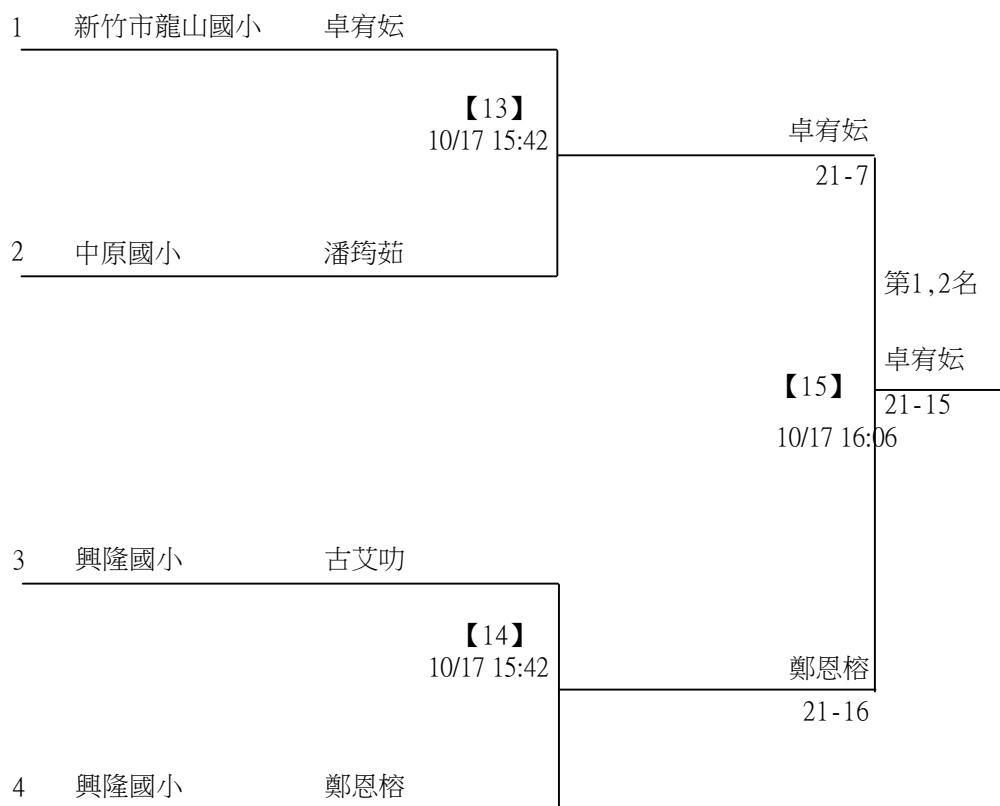 1 新竹市龍山國小 卓宥妘
【13】
10/17 15:42
卓宥妘
21-7
2 中原國小 潘筠茹
第1,2名
卓宥妘
【15】
21-15
10/17 16:06
3 興隆國小 古艾叻
【14】
10/17 15:42
鄭恩榕
21-16
4 興隆國小 鄭恩榕